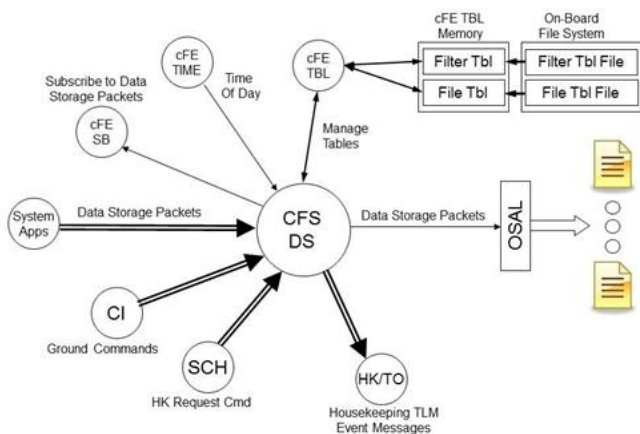 cFE TBL
Memory
On-Board
File System
cFE
TIME
cFE
TBL
Filter Tbl
Filter Tbl File
File Tbl
File Tbl File
Subscribe to Data
Storage Packets
Time
Of Day
cFE
SB
Manage
Tables
System
Apps
Data Storage Packets
CFS
DS
Data Storage Packets
OSAL
CI
Ground Commands
SCH
HK Request Cmd
HK/TO
Housekeeping TLM
Event Messages